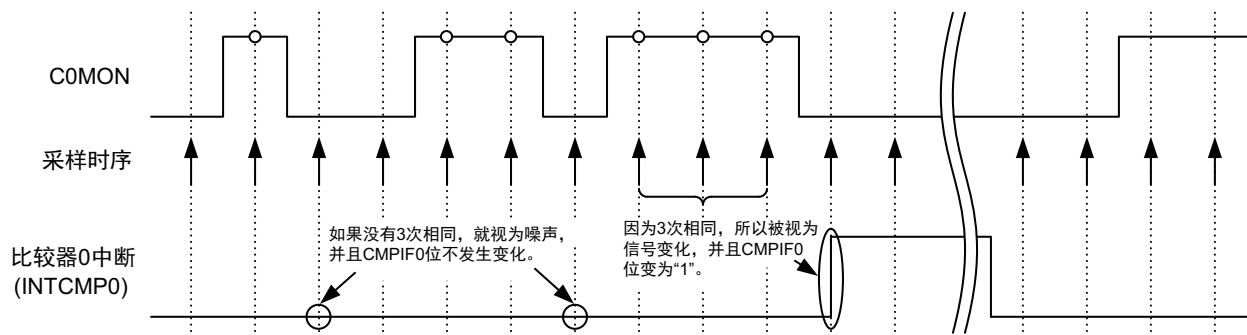 C0MON
采样时序
如果没有3次相同，就视为噪声，
并且CMPIF0位不发生变化。
因为3次相同，所以被视为
信号变化，并且CMPIF0
位变为“1”。
比较器0中断
(INTCMP0)